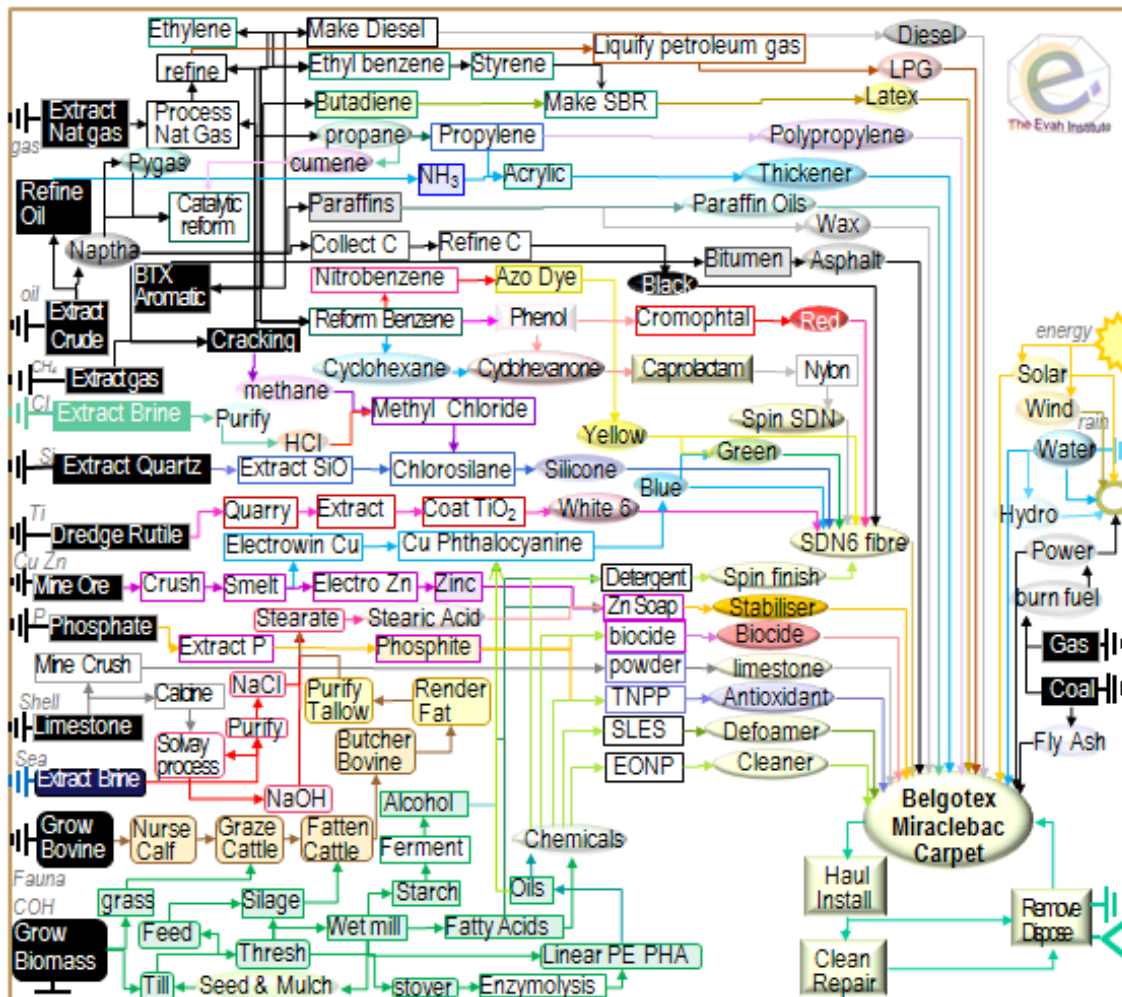 Ethylene
Make Diesel
Diesel
Liquify petroleum gas
refine
Ethyl benzene
Styrene
LPG
The Evah Institute
Extract
Nat gas
gas
Process
Nat Gas
Butadiene
Make SBR
Latex
propane
Propylene
Polypropylene
Pygas
cumene
NH3
Acrylic
Thickener
Refine
Oil
Catalytic
reform
Paraffins
Paraffin Oils
Wax
Naptha
Collect C
Refine C
Bitumen
Asphalt
BTX
Aromatic
Nitrobenzene
Azo Dye
Black
oil
Extract
Crude
Reform Benzene
Phenol
Cromophtal
Red
energy
Cracking
Cyclohexane
Cyclohexanone
Caprolactam
Nylon
Solar
CH4
Extract gas
methane
Methyl Chloride
Spin SDN
Wind
Cl
Extract Brine
Purify
HCl
Yellow
Green
rain
Water
Si
Extract Quartz
Extract SiO
Chlorosilane
Silicone
Blue
Hydro
Ti
Dredge Rutile
Quarry
Extract
Coat TiO2
White 6
SDN6 fibre
Power
Electrowin Cu
Cu Phthalocyanine
Cu Zn
Mine Ore
Crush
Smelt
Electro Zn
Zinc
Detergent
Spin finish
burn fuel
Zn Soap
Stabiliser
P
Phosphate
Stearate
Stearic Acid
biocide
Biocide
Gas
Extract P
Phosphite
Mine Crush
powder
limestone
Coal
Calcine
NaCl
Purify
Tallow
Render
Fat
TNPP
Antioxidant
Shell
Limestone
Purify
SLES
Defoamer
Fly Ash
Solvay
process
Butcher
Bovine
EONP
Cleaner
Sea
Extract Brine
NaOH
Alcohol
Belgotex
Miraclebac
Carpet
Grow
Bovine
Nurse
Calf
Graze
Cattle
Fatten
Cattle
Ferment
Chemicals
Haul
Install
Fauna
COH
grass
Silage
Starch
Oils
Remove
Dispose
Feed
Wet mill
Fatty Acids
Grow
Biomass
Thresh
Linear PE PHA
Clean
Repair
Till
Seed & Mulch
stover
Enzymolysis